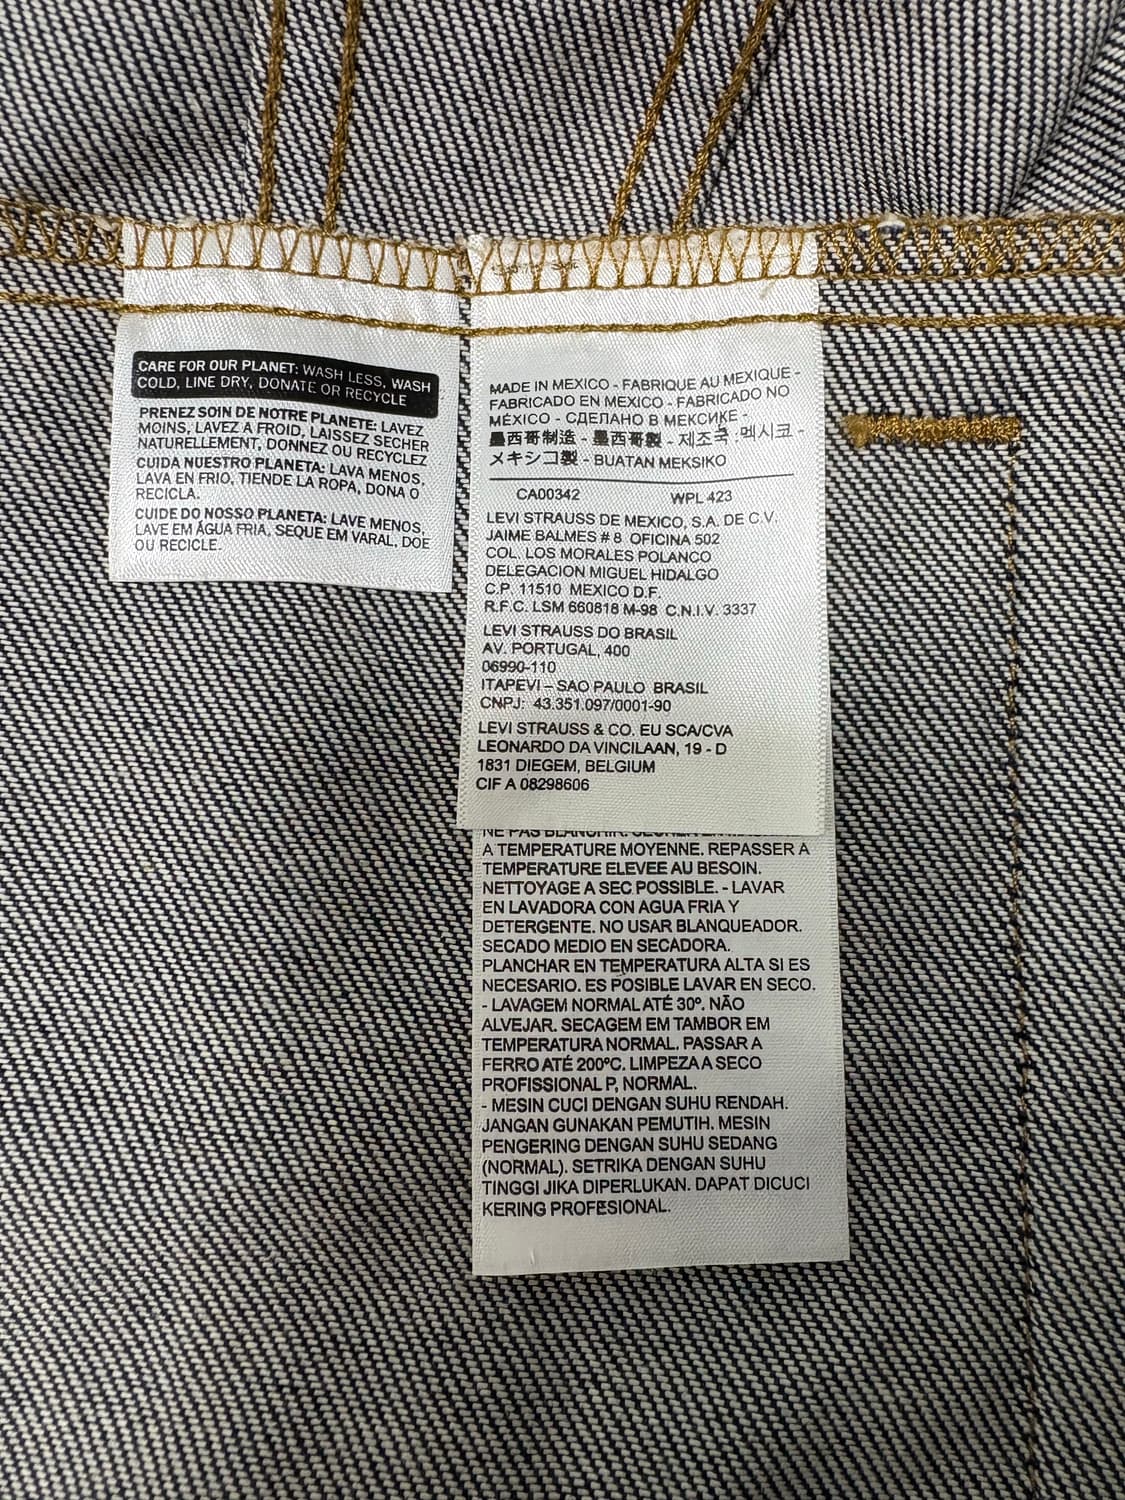 CARE FOR OUR PLANET: WASH LESS, WASH
COLD, LINE DRY, DONATE OR RECYCLE
PRENEZ SOIN DE NOTRE PLANETE: LAVEZ
MOINS, LAVEZ A FROID, LAISSEZ SECHER
NATURELLEMENT, DONNEZ OU RECYCLEZ
CUIDA NUESTRO PLANETA: LAVA MENOS,
LAVA EN FRIO, TIENDE LA ROPA, DONA O
RECICLA.
CUIDE DO NOSSO PLANETA: LAVE MENOS,
LAVE EM ÁGUA FRIA, SEQUE EM VARAL, DOE
OU RECICLE.
MADE IN MEXICO - FABRIQUE AU MEXIQUE -
FABRICADO EN MEXICO - FABRICADO NO
MÉXICO - СДЕЛАНО В МЕКСИКЕ -
墨西哥制造 - 墨西哥製 - 제조국 - 멕시코 -
メキシコ製 - BUATAN MEKSIKO
CA00342 WPL 423
LEVI STRAUSS DE MEXICO, S.A. DE C.V.
JAIME BALMES # 8 OFICINA 502
COL. LOS MORALES POLANCO
DELEGACION MIGUEL HIDALGO
C.P. 11510 MEXICO D.F.
R.F.C. LSM 660818 M-98 C.N.I.V. 3337
LEVI STRAUSS DO BRASIL
AV. PORTUGAL, 400
06990-110
ITAPEVI – SAO PAULO BRASIL
CNPJ: 43.351.097/0001-90
LEVI STRAUSS & CO. EU SCA/CVA
LEONARDO DA VINCILAAN, 19 - D
1831 DIEGEM, BELGIUM
CIF A 08298606
NE PAS BLANCHIR.
A TEMPERATURE MOYENNE. REPASSER A
TEMPERATURE ELEVEE AU BESOIN.
NETTOYAGE A SEC POSSIBLE. - LAVAR
EN LAVADORA CON AGUA FRIA Y
DETERGENTE. NO USAR BLANQUEADOR.
SECADO MEDIO EN SECADORA.
PLANCHAR EN TEMPERATURA ALTA SI ES
NECESARIO. ES POSIBLE LAVAR EN SECO.
- LAVAGEM NORMAL ATÉ 30º. NÃO
ALVEJAR. SECAGEM EM TAMBOR EM
TEMPERATURA NORMAL. PASSAR A
FERRO ATÉ 200ºC. LIMPEZA A SECO
PROFISSIONAL P, NORMAL.
- MESIN CUCI DENGAN SUHU RENDAH.
JANGAN GUNAKAN PEMUTIH. MESIN
PENGERING DENGAN SUHU SEDANG
(NORMAL). SETRIKA DENGAN SUHU
TINGGI JIKA DIPERLUKAN. DAPAT DICUCI
KERING PROFESIONAL.